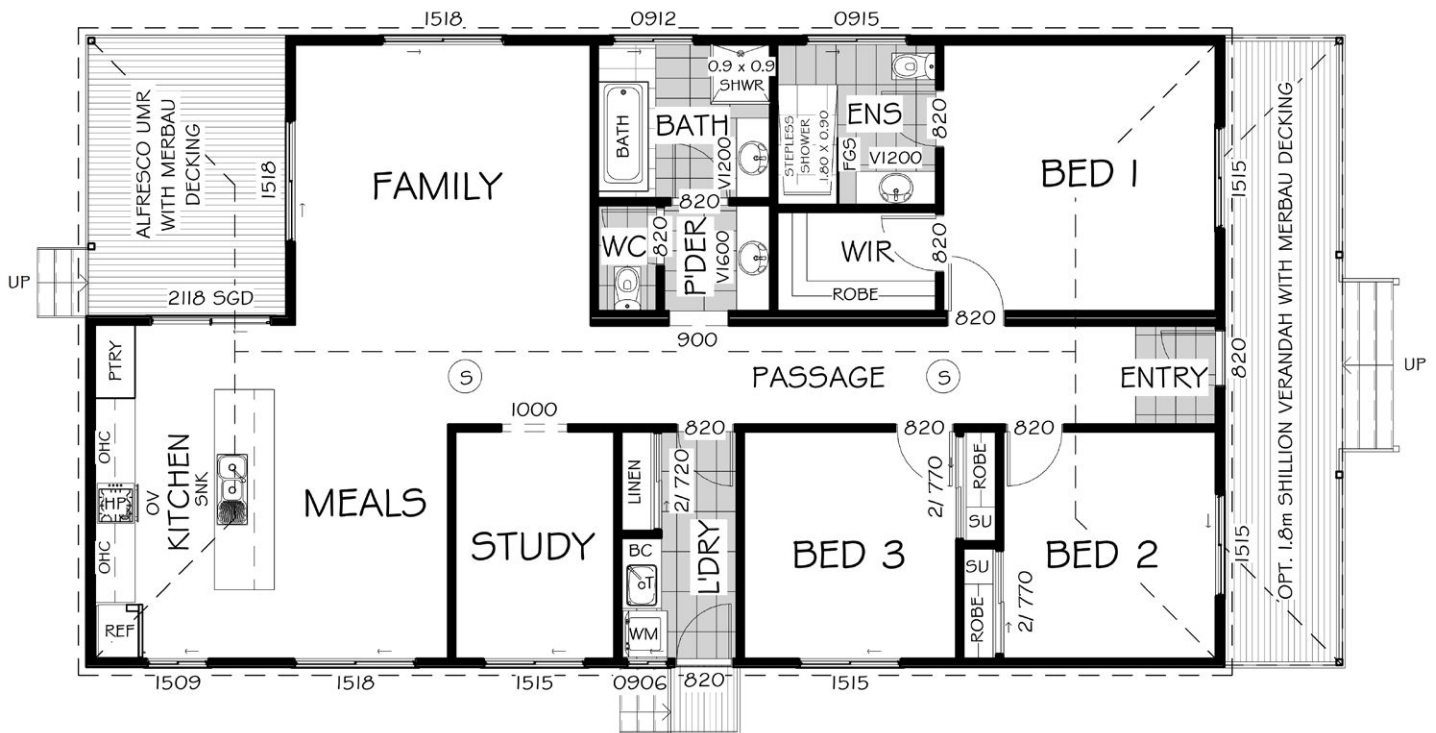 1518
0912
0915
ALFRESCO UMR
WITH MERBAU
DECKING
1518
FAMILY
BATH
BATH
0.9 x 0.9
SHWR
V1200
STEPLESS
SHOWER
1.80 x 0.90
FGS
ENS
V1200
820
BED 1
1515
OPT. 1.8m SHILLION VERANDAH WITH MERBAU DECKING
UP
2118 SGD
WC
820
820
P'DER
V1600
WIR
ROBE
820
820
900
UP
PTRY
S
PASSAGE
S
ENTRY
820
OHC
HP
OHC
OV
KITCHEN
SNK
REF
MEALS
1000
STUDY
820
LINEN
2/ 720
BC
T
WM
L'DRY
BED 3
820
2/ 770
ROBE
SU
SU
ROBE
2/ 770
820
BED 2
1515
1509
1518
1515
0906
820
1515